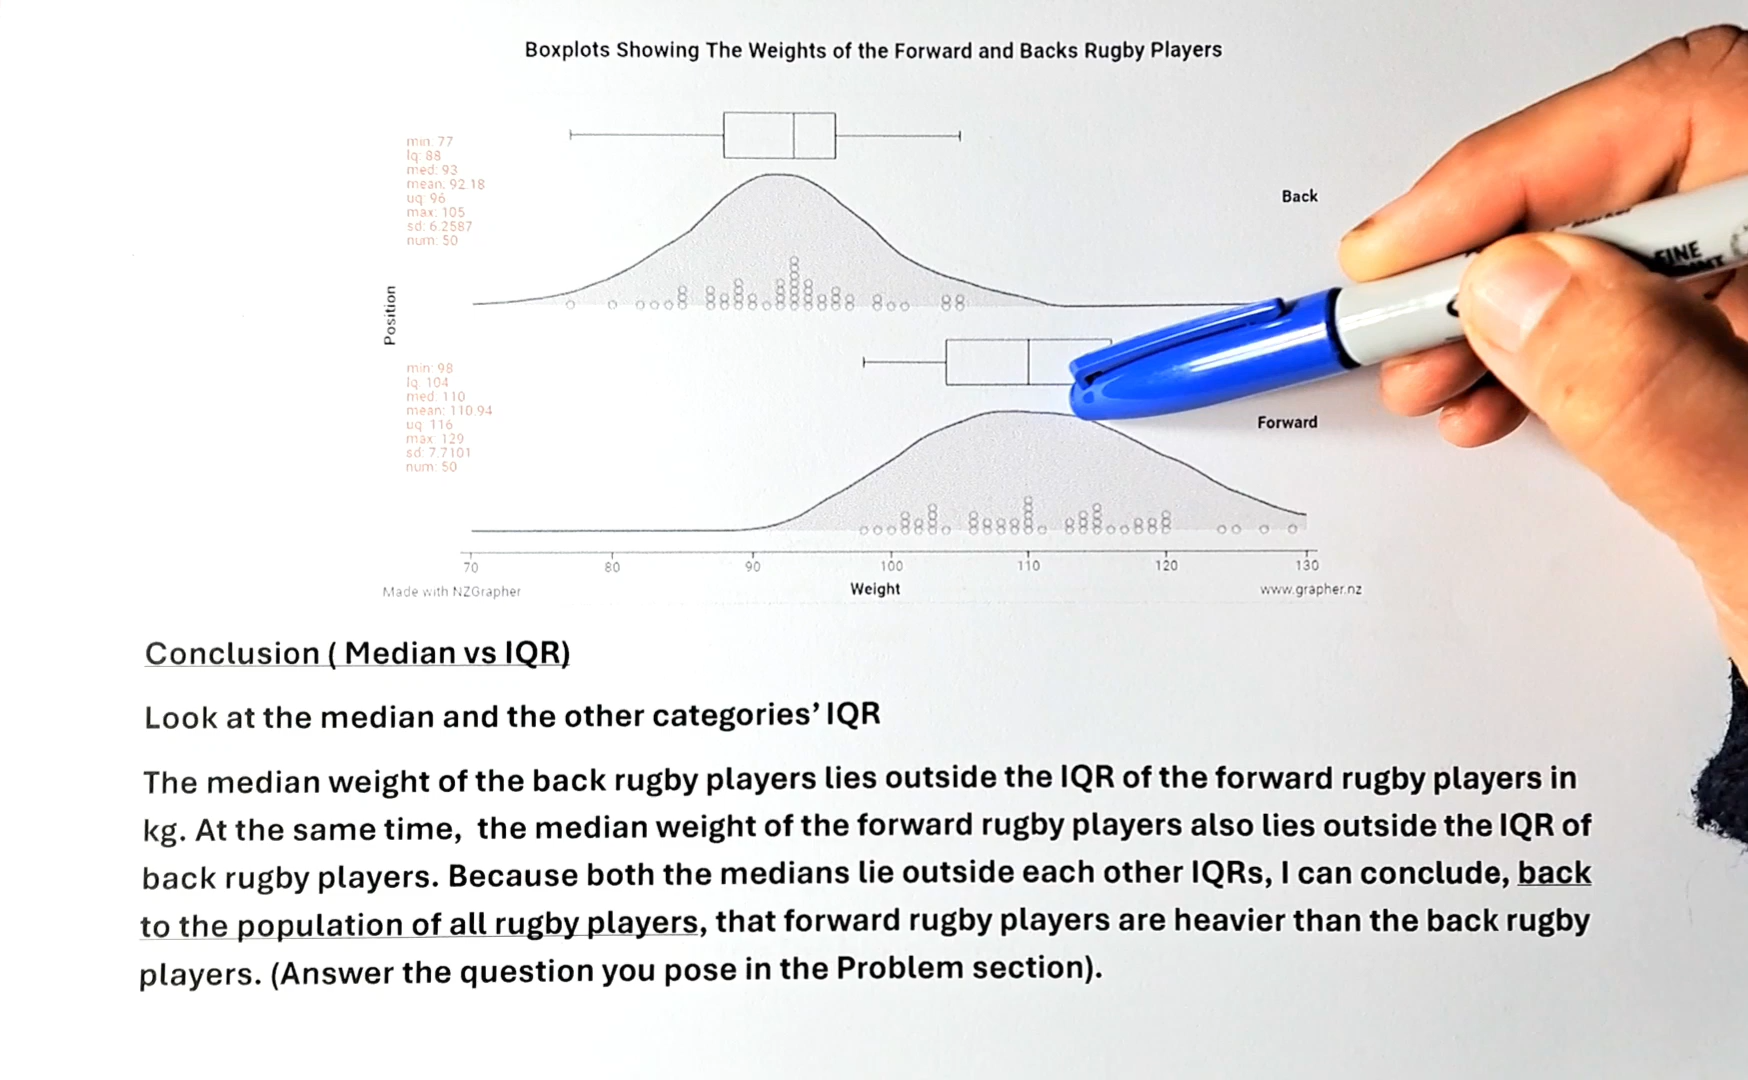 Boxplots Showing The Weights of the Forward and Backs Rugby Players
min: 77
lq: 88
med: 93
mean: 92.18
uq: 96
max: 105
sd: 6.2587
num: 50
Back
Position
min: 98
lq: 104
med: 110
mean: 110.94
uq: 116
max: 129
sd: 7.7101
num: 50
Forward
70 80 90 100 110 120 130
Made with NZGrapher
Weight
www.grapher.nz
FINE
Conclusion ( Median vs IQR)
Look at the median and the other categories’ IQR
The median weight of the back rugby players lies outside the IQR of the forward rugby players in
kg. At the same time, the median weight of the forward rugby players also lies outside the IQR of
back rugby players. Because both the medians lie outside each other IQRs, I can conclude, back
to the population of all rugby players, that forward rugby players are heavier than the back rugby
players. (Answer the question you pose in the Problem section).